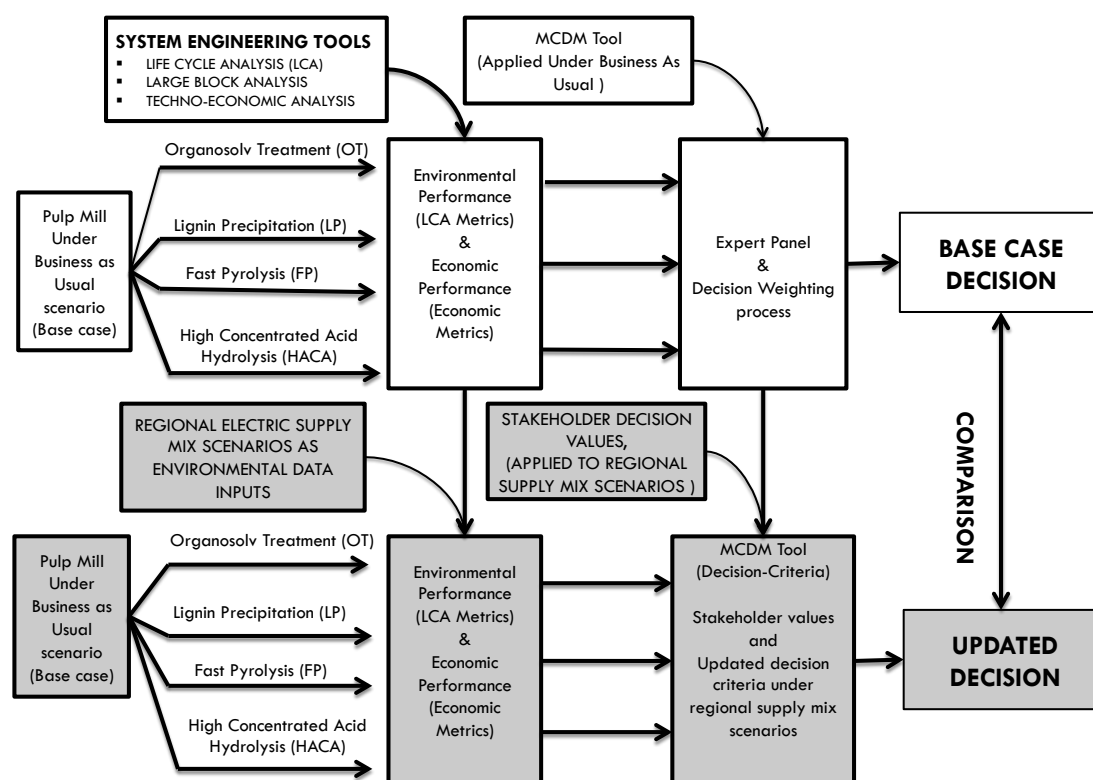 SYSTEM ENGINEERING TOOLS
▪ LIFE CYCLE ANALYSIS (LCA)
▪ LARGE BLOCK ANALYSIS
▪ TECHNO-ECONOMIC ANALYSIS
MCDM Tool
(Applied Under Business As
Usual )
Organosolv Treatment (OT)
Lignin Precipitation (LP)
Fast Pyrolysis (FP)
High Concentrated Acid
Hydrolysis (HACA)
Pulp Mill
Under
Business as
Usual
scenario
(Base case)
Environmental
Performance
(LCA Metrics)
&
Economic
Performance
(Economic
Metrics)
Expert Panel
&
Decision Weighting
process
BASE CASE
DECISION
COMPARISON
REGIONAL ELECTRIC SUPPLY
MIX SCENARIOS AS
ENVIRONMENTAL DATA
INPUTS
STAKEHOLDER DECISION
VALUES,
(APPLIED TO REGIONAL
SUPPLY MIX SCENARIOS )
Organosolv Treatment (OT)
Lignin Precipitation (LP)
Fast Pyrolysis (FP)
High Concentrated Acid
Hydrolysis (HACA)
Pulp Mill
Under
Business as
Usual
scenario
(Base case)
Environmental
Performance
(LCA Metrics)
&
Economic
Performance
(Economic
Metrics)
MCDM Tool
(Decision-Criteria)
Stakeholder values
and
Updated decision
criteria under
regional supply mix
scenarios
UPDATED
DECISION